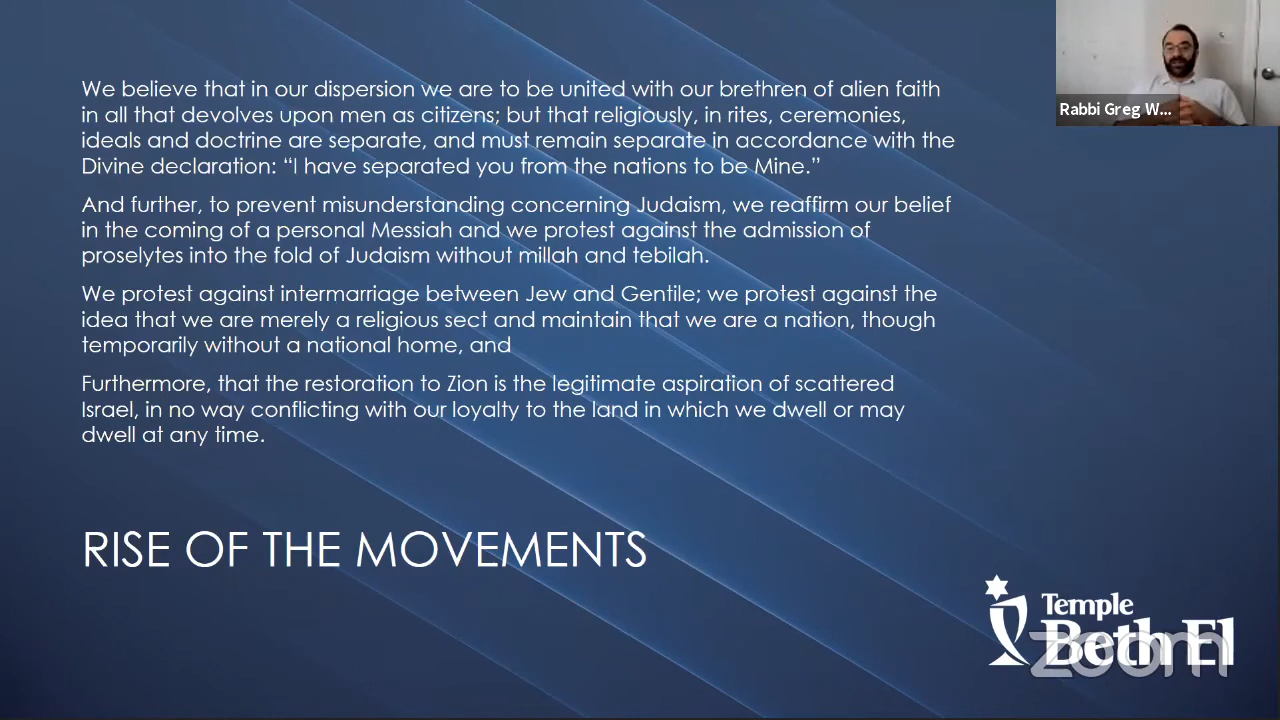 Rabbi Greg W...
We believe that in our dispersion we are to be united with our brethren of alien faith
in all that devolves upon men as citizens; but that religiously, in rites, ceremonies,
ideals and doctrine are separate, and must remain separate in accordance with the
Divine declaration: “I have separated you from the nations to be Mine.”
And further, to prevent misunderstanding concerning Judaism, we reaffirm our belief
in the coming of a personal Messiah and we protest against the admission of
proselytes into the fold of Judaism without millah and tebilah.
We protest against intermarriage between Jew and Gentile; we protest against the
idea that we are merely a religious sect and maintain that we are a nation, though
temporarily without a national home, and
Furthermore, that the restoration to Zion is the legitimate aspiration of scattered
Israel, in no way conflicting with our loyalty to the land in which we dwell or may
dwell at any time.
RISE OF THE MOVEMENTS
Temple
Beth El
zoom